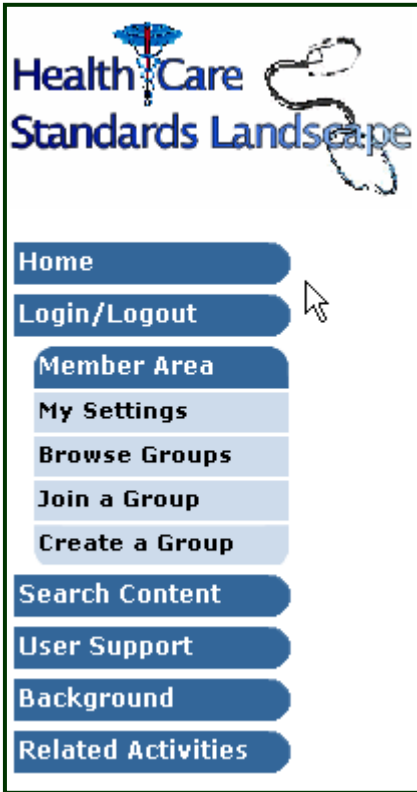 Health Care
Standards Landscape
Home
Login/Logout
Member Area
My Settings
Browse Groups
Join a Group
Create a Group
Search Content
User Support
Background
Related Activities